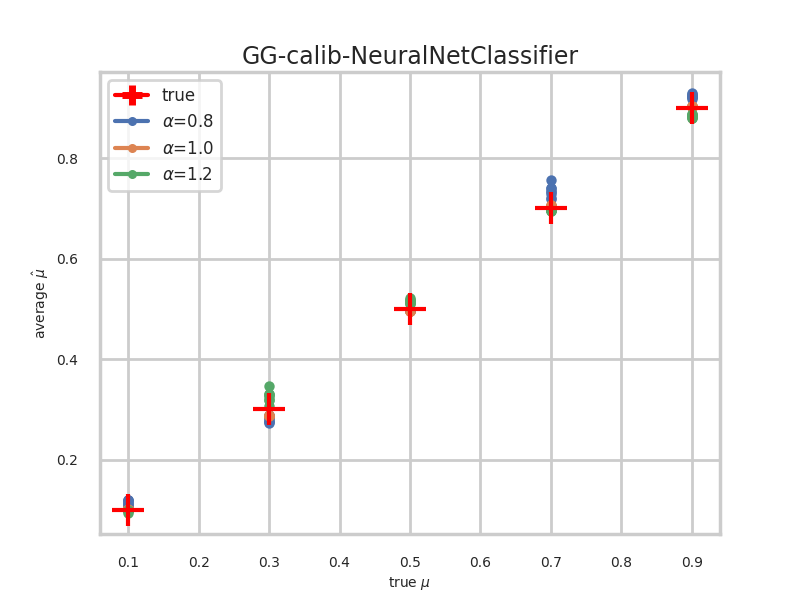 GG-calib-NeuralNetClassifier
true
α=0.8
α=1.0
α=1.2
0.8
0.6
0.4
0.2
average μ̂
0.1 0.2 0.3 0.4 0.5 0.6 0.7 0.8 0.9
true μ